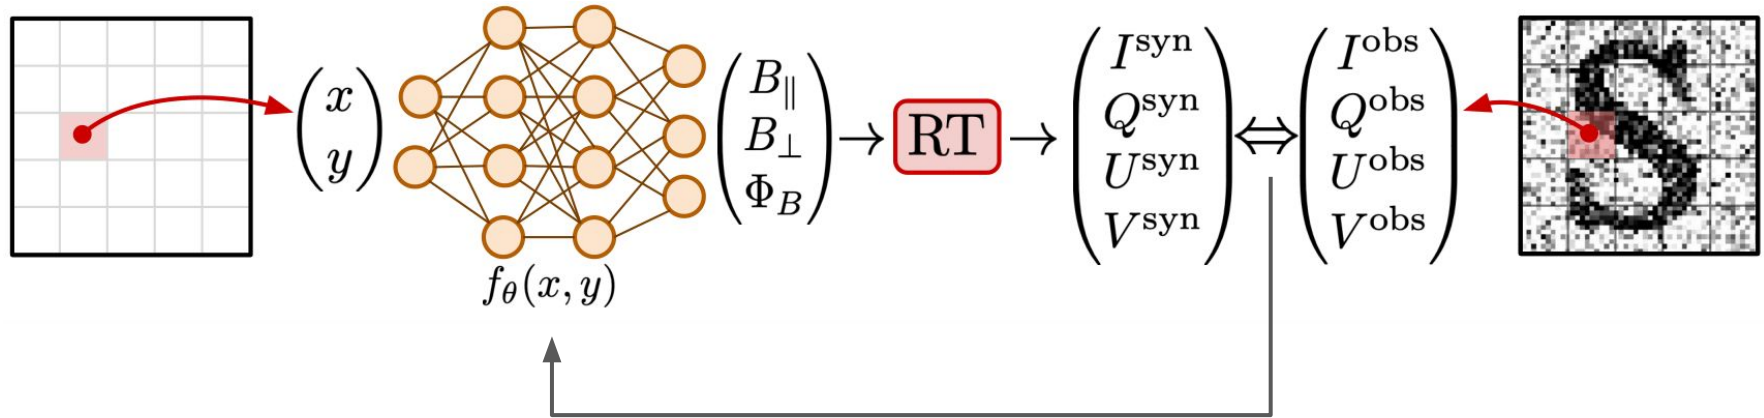 x
y
f_θ(x, y)
B_∥
B_⊥
Φ_B
→ RT →
I^syn
Q^syn
U^syn
V^syn
⇔
I^obs
Q^obs
U^obs
V^obs
S